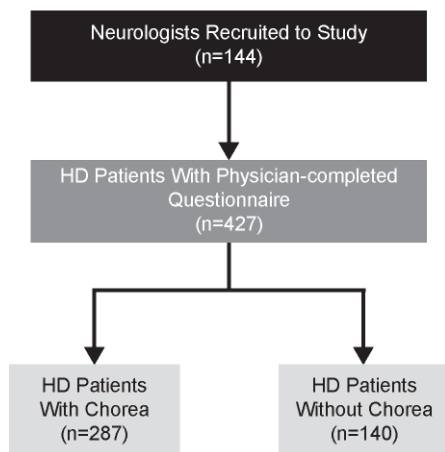 Neurologists Recruited to Study
(n=144)
HD Patients With Physician-completed
Questionnaire
(n=427)
HD Patients
With Chorea
(n=287)
HD Patients
Without Chorea
(n=140)